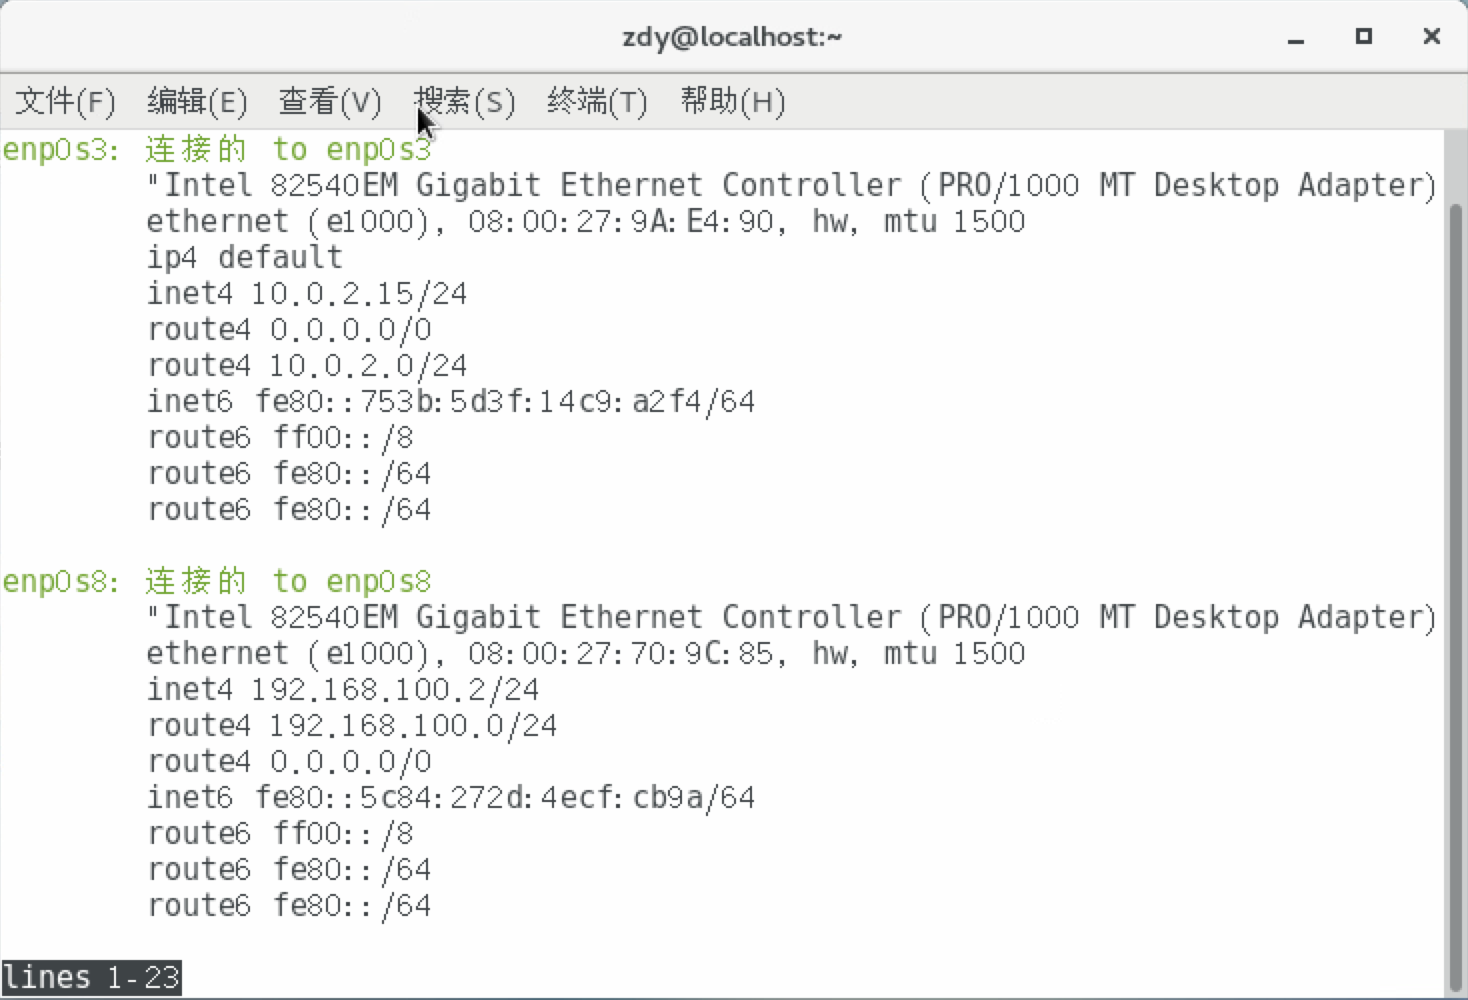 zdy@localhost:~
文件(F) 编辑(E) 查看(V) 搜索(S) 终端(T) 帮助(H)
enp0s3: 连接的 to enp0s3
"Intel 82540EM Gigabit Ethernet Controller (PRO/1000 MT Desktop Adapter)
ethernet (e1000), 08:00:27:9A:E4:90, hw, mtu 1500
ip4 default
inet4 10.0.2.15/24
route4 0.0.0.0/0
route4 10.0.2.0/24
inet6 fe80::753b:5d3f:14c9:a2f4/64
route6 ff00::/8
route6 fe80::/64
route6 fe80::/64
enp0s8: 连接的 to enp0s8
"Intel 82540EM Gigabit Ethernet Controller (PRO/1000 MT Desktop Adapter)
ethernet (e1000), 08:00:27:70:9C:85, hw, mtu 1500
inet4 192.168.100.2/24
route4 192.168.100.0/24
route4 0.0.0.0/0
inet6 fe80::5c84:272d:4ecf:cb9a/64
route6 ff00::/8
route6 fe80::/64
route6 fe80::/64
lines 1-23